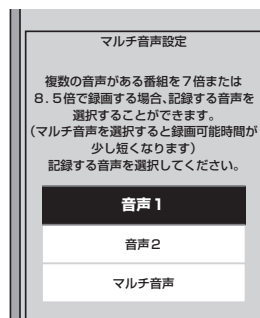 マルチ音声設定
複数の音声がある番組を7倍または
8.5倍で録画する場合、記録する音声を
選択することができます。
(マルチ音声を選択すると録画可能時間が
少し短くなります)
記録する音声を選択してください。
音声1
音声2
マルチ音声